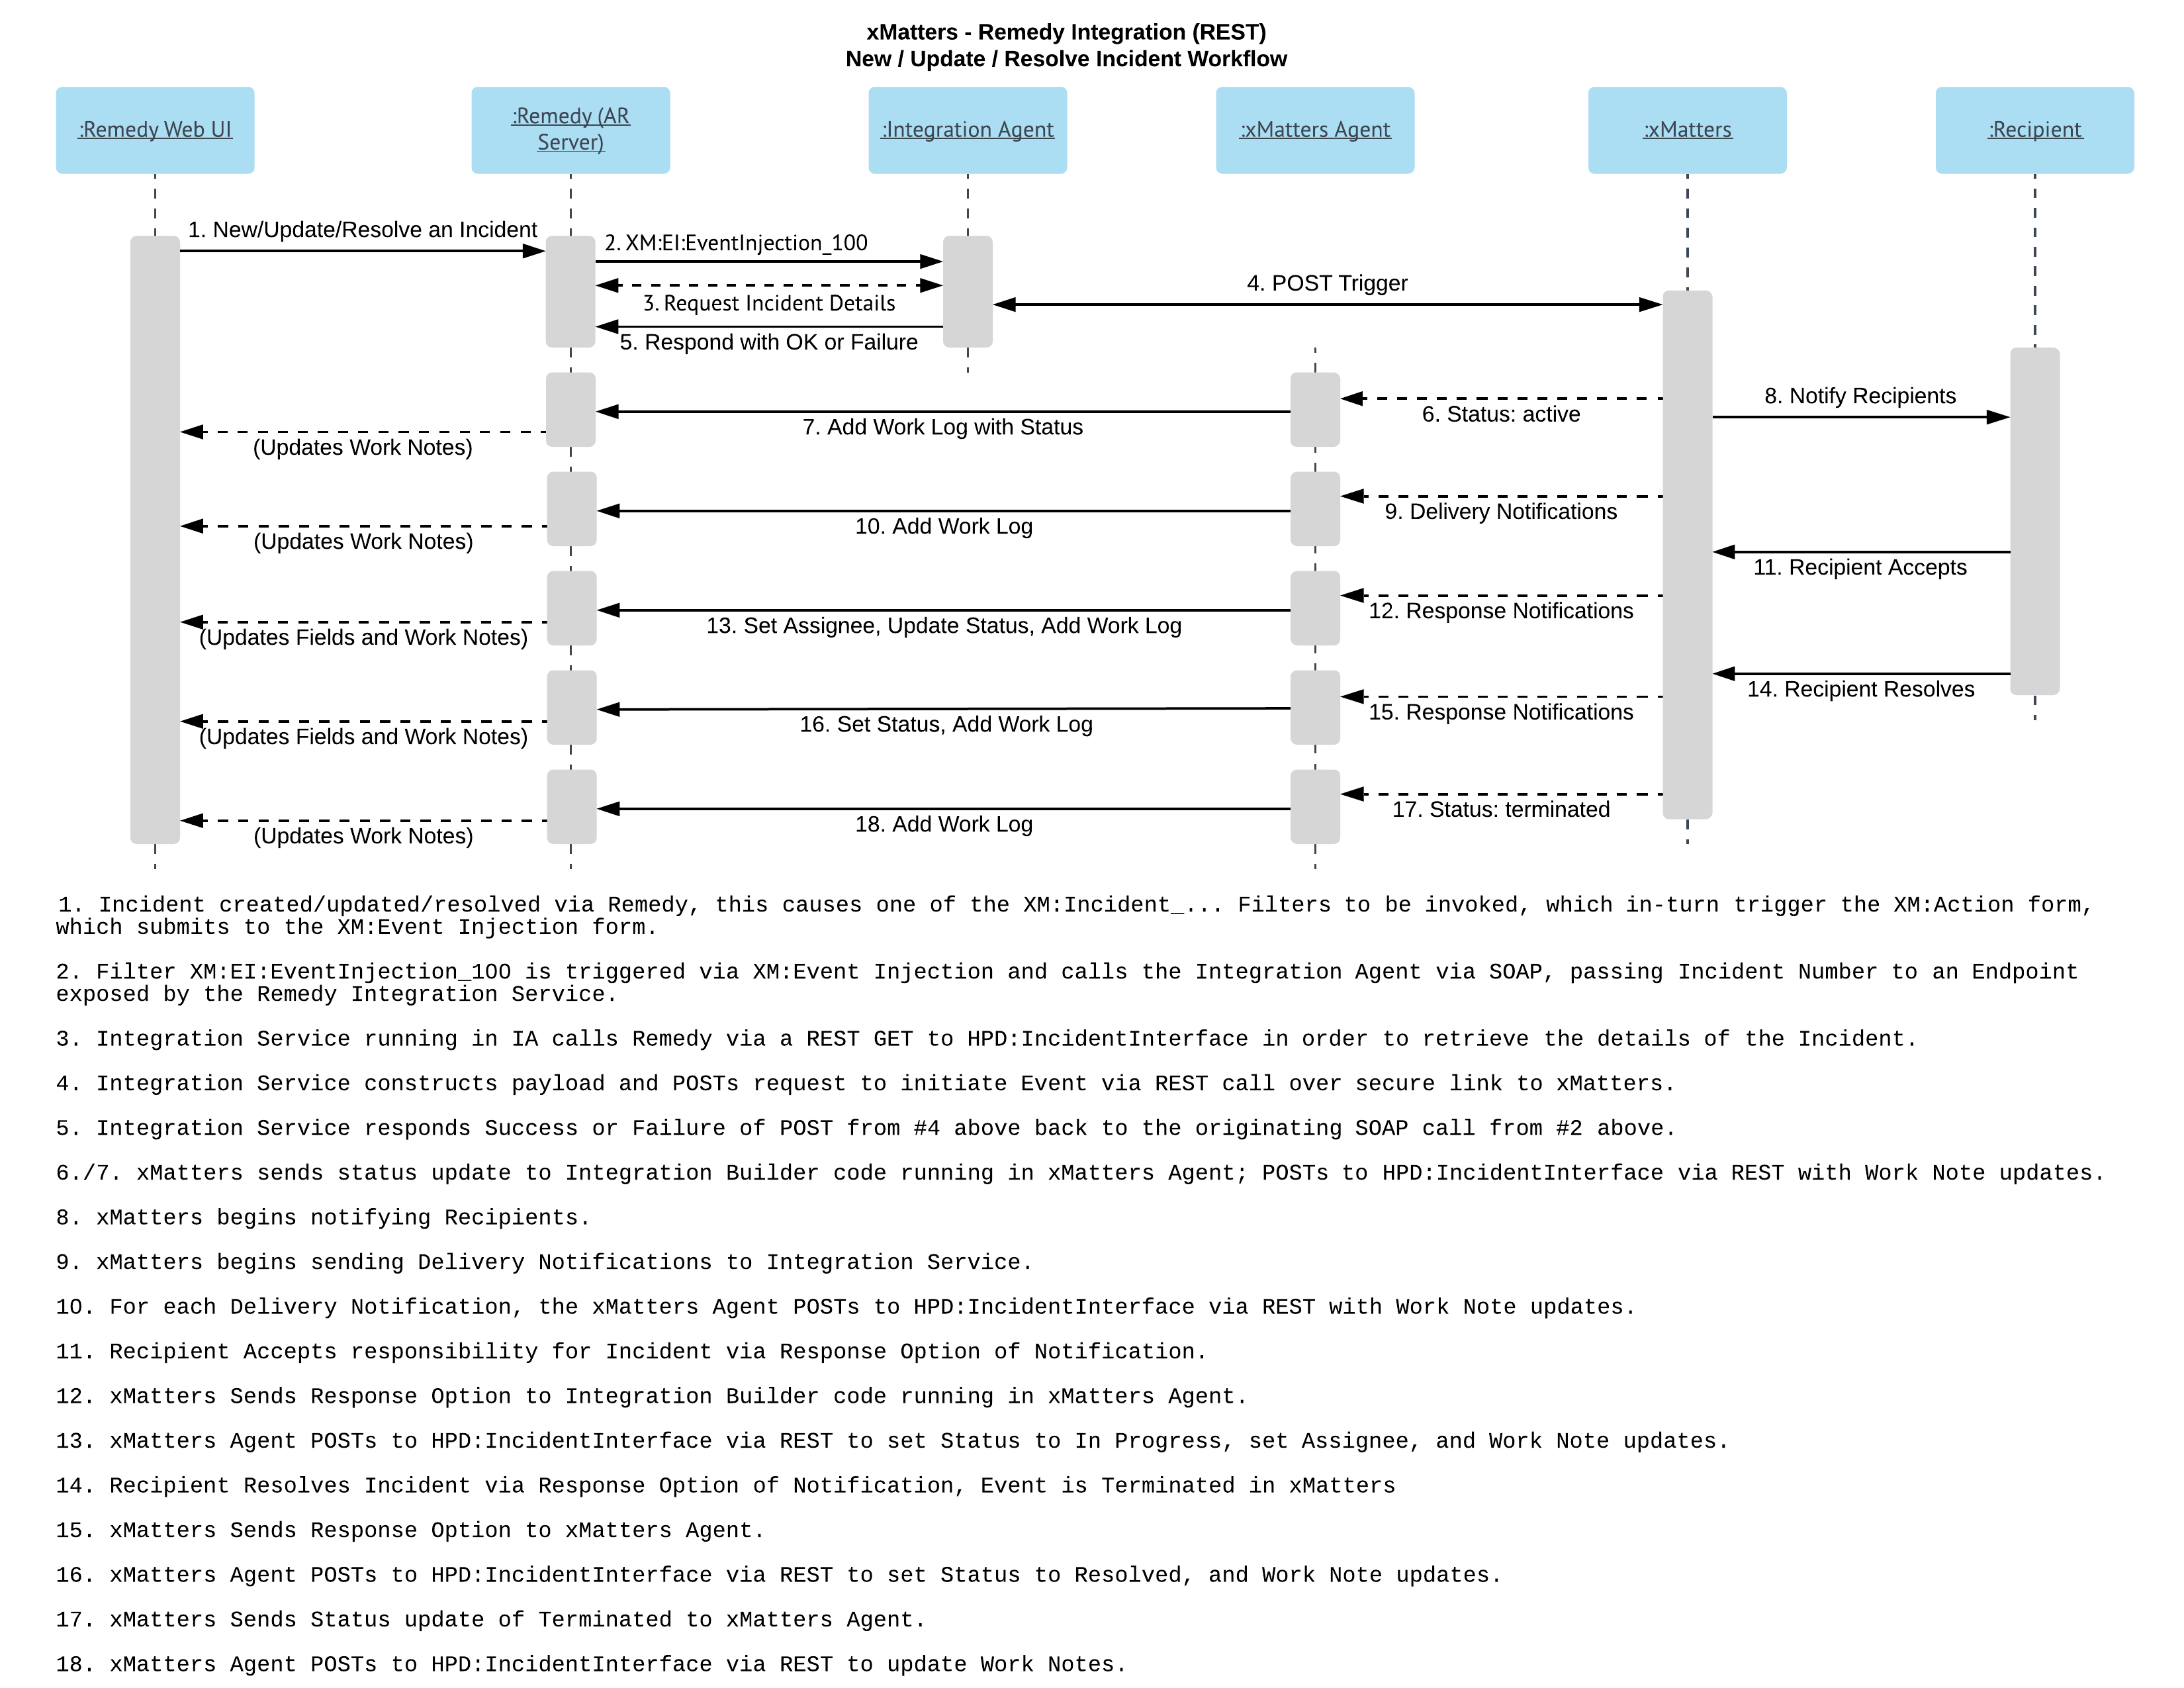 xMatters - Remedy Integration (REST)
New / Update / Resolve Incident Workflow
:Remedy Web UI
:Remedy (AR
Server)
:Integration Agent
:xMatters Agent
:xMatters
:Recipient
1. New/Update/Resolve an Incident
2. XM:EI:EventInjection_100
3. Request Incident Details
4. POST Trigger
5. Respond with OK or Failure
6. Status: active
8. Notify Recipients
7. Add Work Log with Status
(Updates Work Notes)
9. Delivery Notifications
10. Add Work Log
(Updates Work Notes)
11. Recipient Accepts
12. Response Notifications
13. Set Assignee, Update Status, Add Work Log
(Updates Fields and Work Notes)
14. Recipient Resolves
15. Response Notifications
16. Set Status, Add Work Log
(Updates Fields and Work Notes)
17. Status: terminated
18. Add Work Log
(Updates Work Notes)
1. Incident created/updated/resolved via Remedy, this causes one of the XM:Incident_... Filters to be invoked, which in-turn trigger the XM:Action form,
which submits to the XM:Event Injection form.
2. Filter XM:EI:EventInjection_100 is triggered via XM:Event Injection and calls the Integration Agent via SOAP, passing Incident Number to an Endpoint
exposed by the Remedy Integration Service.
3. Integration Service running in IA calls Remedy via a REST GET to HPD:IncidentInterface in order to retrieve the details of the Incident.
4. Integration Service constructs payload and POSTs request to initiate Event via REST call over secure link to xMatters.
5. Integration Service responds Success or Failure of POST from #4 above back to the originating SOAP call from #2 above.
6./7. xMatters sends status update to Integration Builder code running in xMatters Agent; POSTs to HPD:IncidentInterface via REST with Work Note updates.
8. xMatters begins notifying Recipients.
9. xMatters begins sending Delivery Notifications to Integration Service.
10. For each Delivery Notification, the xMatters Agent POSTs to HPD:IncidentInterface via REST with Work Note updates.
11. Recipient Accepts responsibility for Incident via Response Option of Notification.
12. xMatters Sends Response Option to Integration Builder code running in xMatters Agent.
13. xMatters Agent POSTs to HPD:IncidentInterface via REST to set Status to In Progress, set Assignee, and Work Note updates.
14. Recipient Resolves Incident via Response Option of Notification, Event is Terminated in xMatters
15. xMatters Sends Response Option to xMatters Agent.
16. xMatters Agent POSTs to HPD:IncidentInterface via REST to set Status to Resolved, and Work Note updates.
17. xMatters Sends Status update of Terminated to xMatters Agent.
18. xMatters Agent POSTs to HPD:IncidentInterface via REST to update Work Notes.